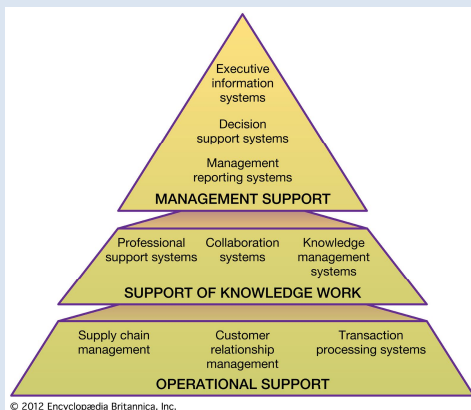 Executive
information
systems
Decision
support systems
Management
reporting systems
MANAGEMENT SUPPORT
Professional
support systems
Collaboration
systems
Knowledge
management
systems
SUPPORT OF KNOWLEDGE WORK
Supply chain
management
Customer
relationship
management
Transaction
processing systems
OPERATIONAL SUPPORT
© 2012 Encyclopædia Britannica, Inc.